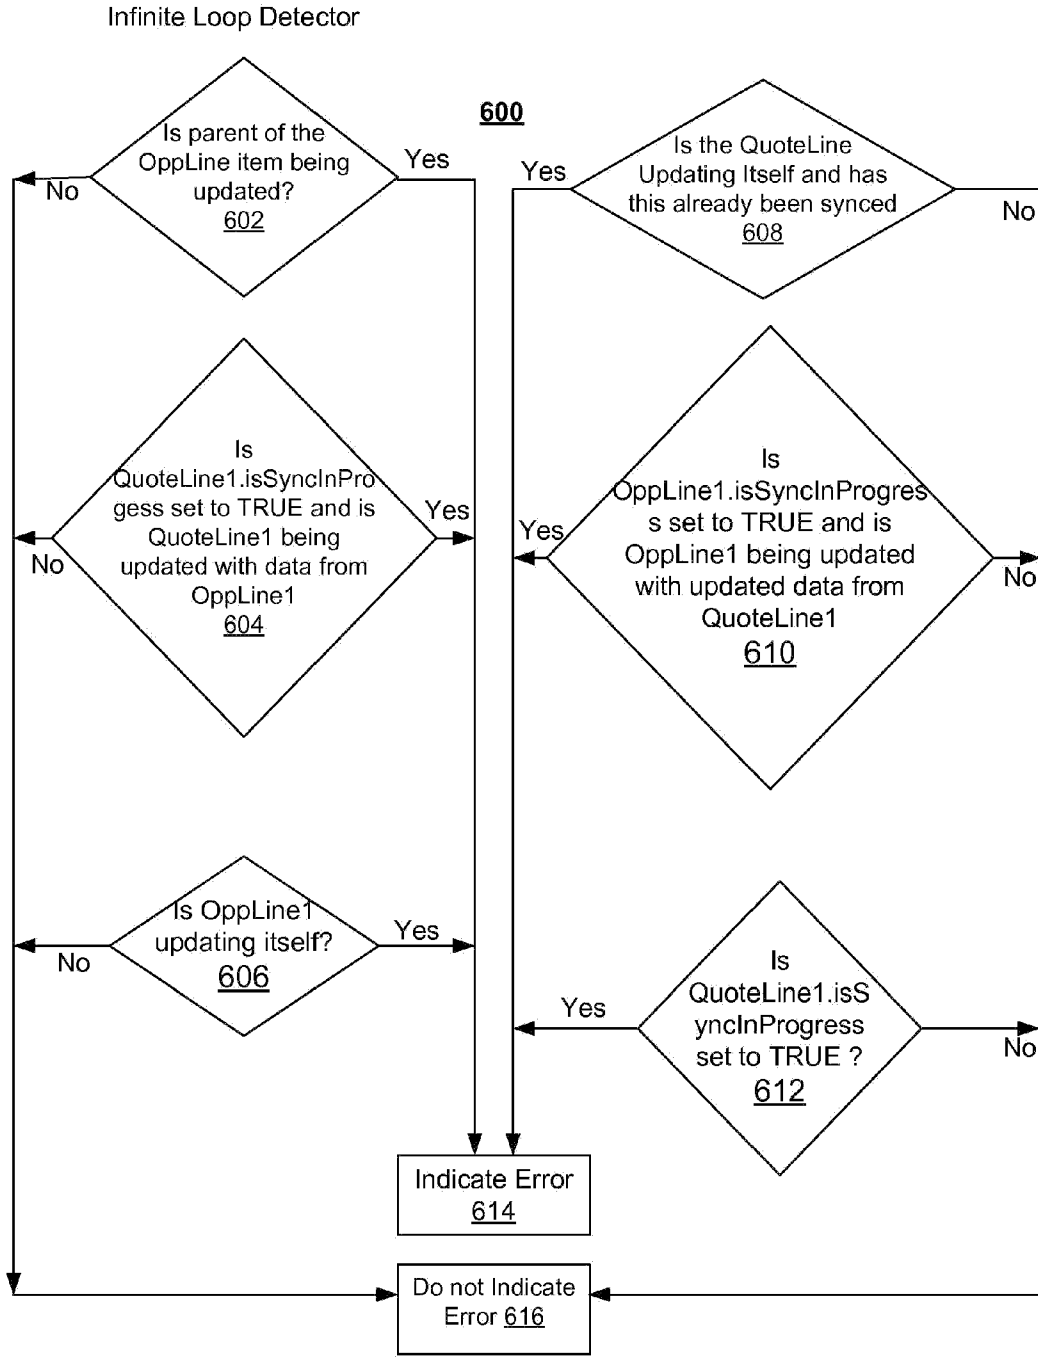 Infinite Loop Detector
600
Is parent of the
OppLine item being
updated?
602
No
Yes
Is the QuoteLine
Updating Itself and has
this already been synced
608
Yes
No
Is
QuoteLine1.isSyncInPro
gess set to TRUE and is
QuoteLine1 being
updated with data from
OppLine1
604
No
Yes
Is
OppLine1.isSyncInProgres
s set to TRUE and is
OppLine1 being updated
with updated data from
QuoteLine1
610
Yes
No
Is OppLine1
updating itself?
606
No
Yes
Is
QuoteLine1.isS
yncInProgress
set to TRUE ?
612
Yes
No
Indicate Error
614
Do not Indicate
Error 616